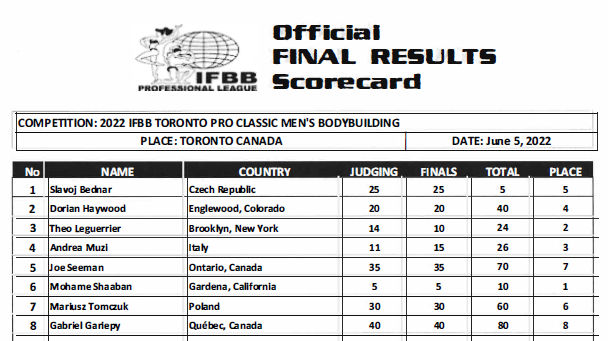 Official
FINAL RESULTS
Scorecard
IFBB
PROFESSIONAL LEAGUE
COMPETITION: 2022 IFBB TORONTO PRO CLASSIC MEN'S BODYBUILDING
PLACE: TORONTO CANADA DATE: June 5, 2022
No NAME COUNTRY JUDGING FINALS TOTAL PLACE
1 Slavoj Bednar Czech Republic 25 25 5 5
2 Dorian Haywood Englewood, Colorado 20 20 40 4
3 Theo Leguerrier Brooklyn, New York 14 10 24 2
4 Andrea Muzi Italy 11 15 26 3
5 Joe Seeman Ontario, Canada 35 35 70 7
6 Mohame Shaaban Gardena, California 5 5 10 1
7 Mariusz Tomczuk Poland 30 30 60 6
8 Gabriel Gariepy Québec, Canada 40 40 80 8